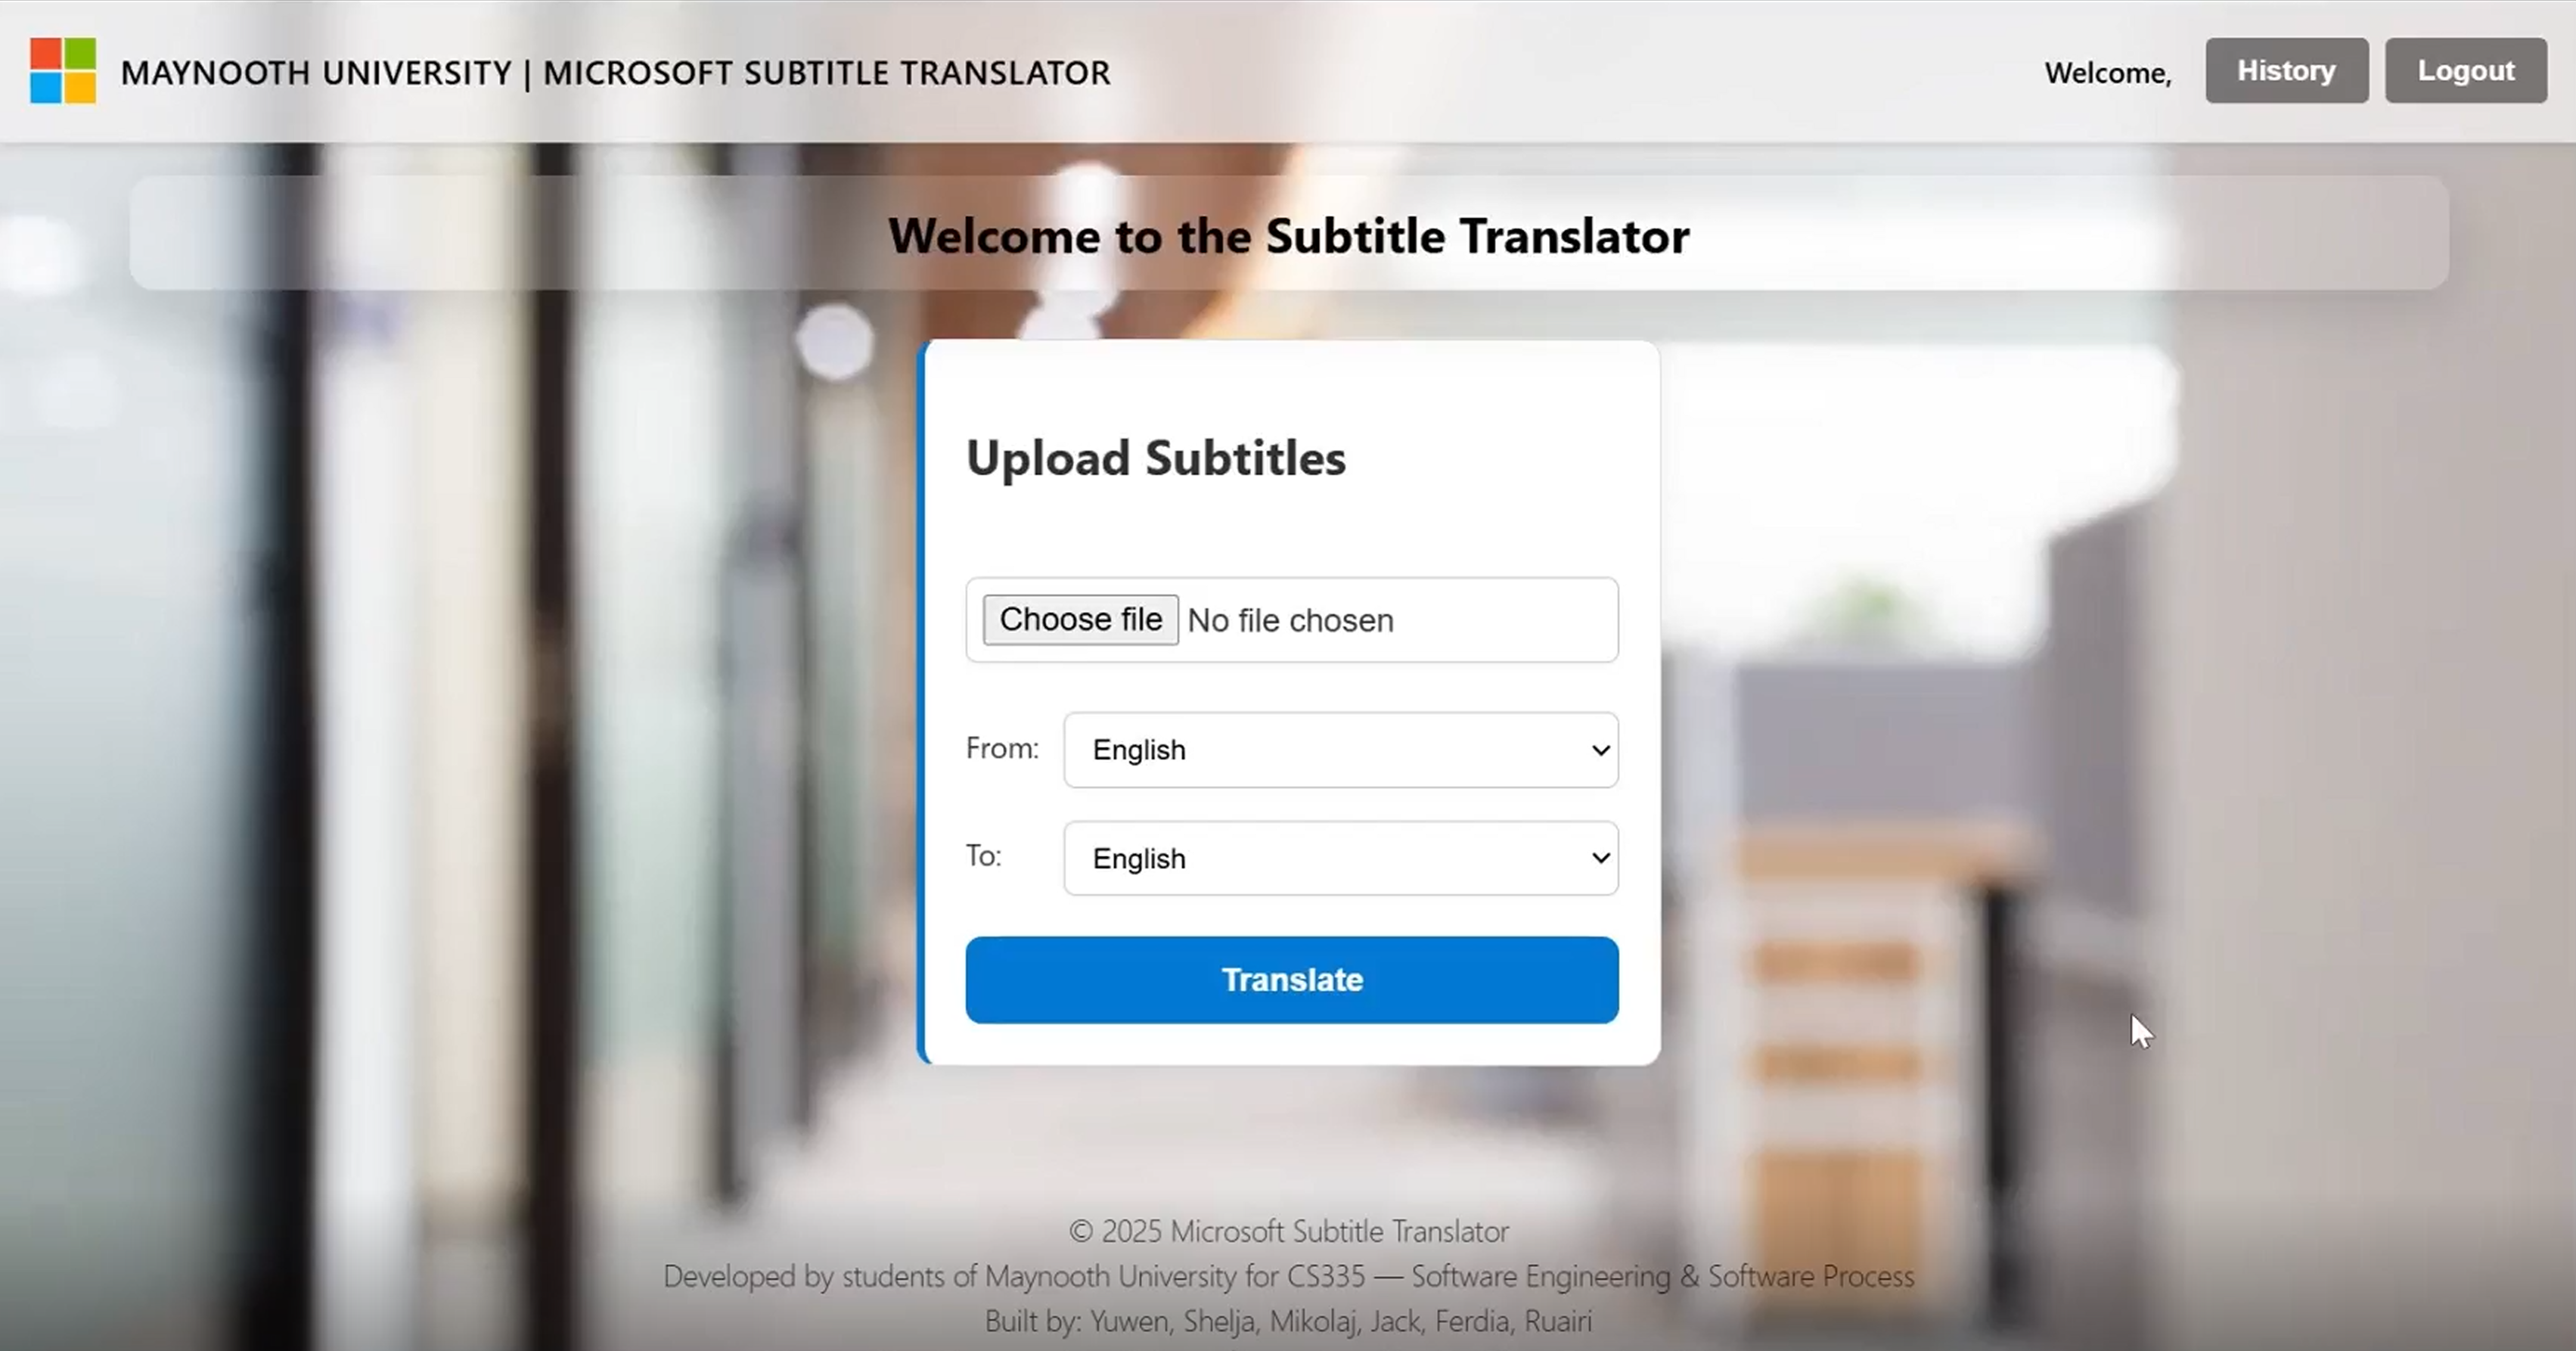 MAYNOOTH UNIVERSITY | MICROSOFT SUBTITLE TRANSLATOR
Welcome,
History
Logout
Welcome to the Subtitle Translator
Upload Subtitles
Choose file No file chosen
From: English
To: English
Translate
© 2025 Microsoft Subtitle Translator
Developed by students of Maynooth University for CS335 — Software Engineering & Software Process
Built by: Yuwen, Shelja, Mikolaj, Jack, Ferdia, Ruairi